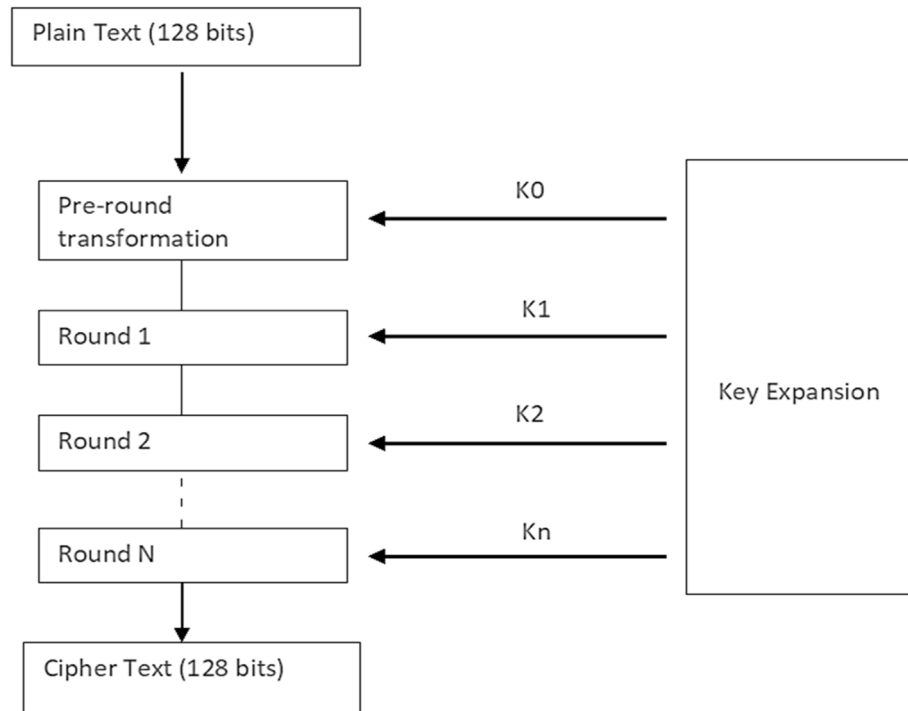 Plain Text (128 bits)
Pre-round
transformation
K0
Round 1
K1
Key Expansion
Round 2
K2
Round N
Kn
Cipher Text (128 bits)